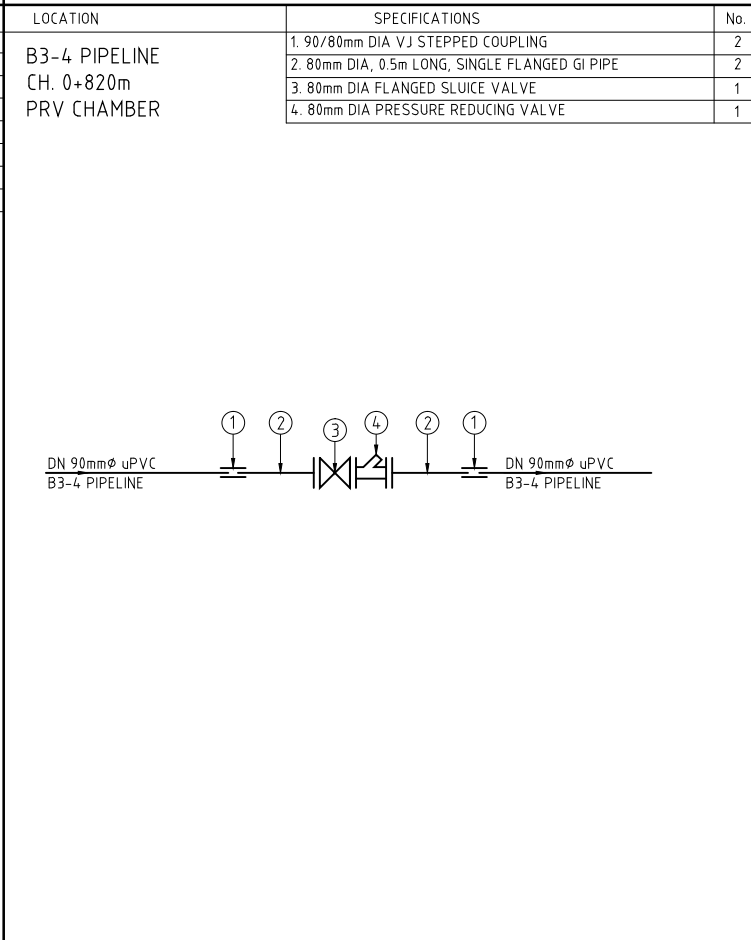 LOCATION SPECIFICATIONS No.
B3-4 PIPELINE
CH. 0+820m
PRV CHAMBER
1. 90/80mm DIA VJ STEPPED COUPLING 2
2. 80mm DIA, 0.5m LONG, SINGLE FLANGED GI PIPE 2
3. 80mm DIA FLANGED SLUICE VALVE 1
4. 80mm DIA PRESSURE REDUCING VALVE 1
1 2 3 4 2 1
DN 90mmø uPVC DN 90mmø uPVC
B3-4 PIPELINE B3-4 PIPELINE